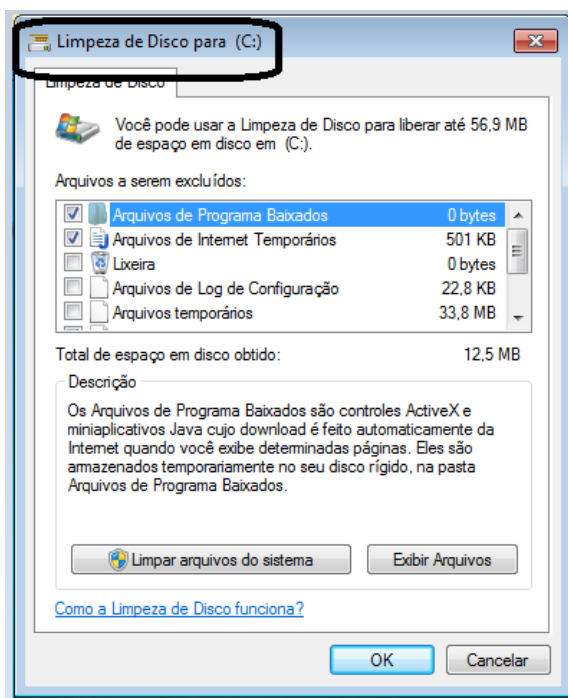 Limpeza de Disco para (C:)
Limpeza de Disco
Você pode usar a Limpeza de Disco para liberar até 56,9 MB
de espaço em disco em (C:).
Arquivos a serem excluídos:
Arquivos de Programa Baixados 0 bytes
Arquivos de Internet Temporários 501 KB
Lixeira 0 bytes
Arquivos de Log de Configuração 22,8 KB
Arquivos temporários 33,8 MB
Total de espaço em disco obtido: 12,5 MB
Descrição
Os Arquivos de Programa Baixados são controles ActiveX e
miniaplicativos Java cujo download é feito automaticamente da
Internet quando você exibe determinadas páginas. Eles são
armazenados temporariamente no seu disco rígido, na pasta
Arquivos de Programa Baixados.
Limpar arquivos do sistema Exibir Arquivos
Como a Limpeza de Disco funciona?
OK Cancelar